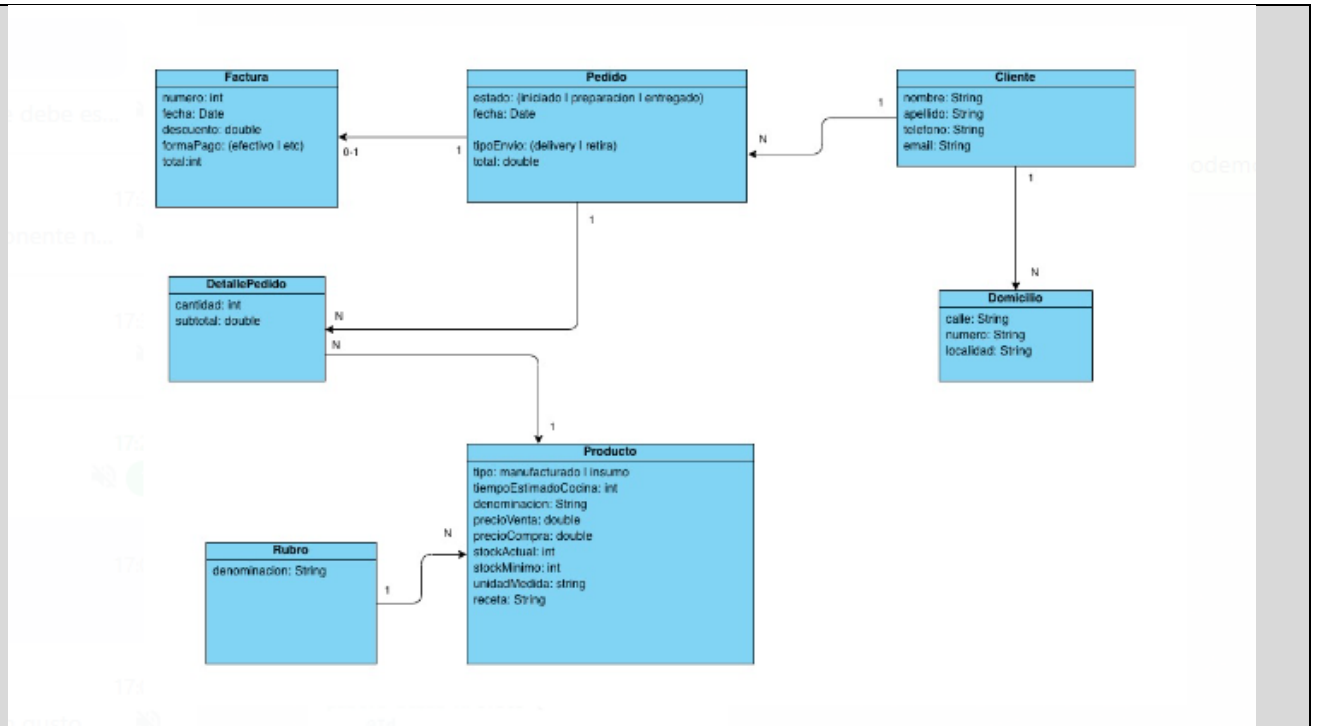 Factura
numero: int
fecha: Date
descuento: double
formaPago: (efectivo | etc)
total:int
0-1
1
Pedido
estado: (iniciado | preparacion | entregado)
fecha: Date
tipoEnvio: (delivery | retira)
total: double
N
1
Cliente
nombre: String
apellido: String
telefono: String
email: String
1
1
N
DetallePedido
cantidad: int
subtotal: double
N
N
Domicilio
calle: String
numero: String
localidad: String
1
Producto
tipo: manufacturado | insumo
tiempoEstimadoCocina: int
denominacion: String
precioVenta: double
precioCompra: double
stockActual: int
stockMinimo: int
unidadMedida: string
receta: String
N
Rubro
denominacion: String
1